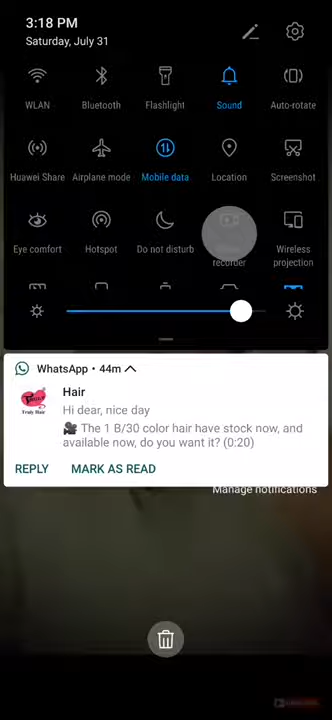 3:18 PM
Saturday, July 31
WLAN
Bluetooth
Flashlight
Sound
Auto-rotate
Huawei Share
Airplane mode
Mobile data
Location
Screenshot
Eye comfort
Hotspot
Do not disturb
recorder
Wireless
projection
WhatsApp • 44m
Hair
Truly Hair
Hi dear, nice day
🎥 The 1 B/30 color hair have stock now, and
available now, do you want it? (0:20)
REPLY
MARK AS READ
Manage notifications